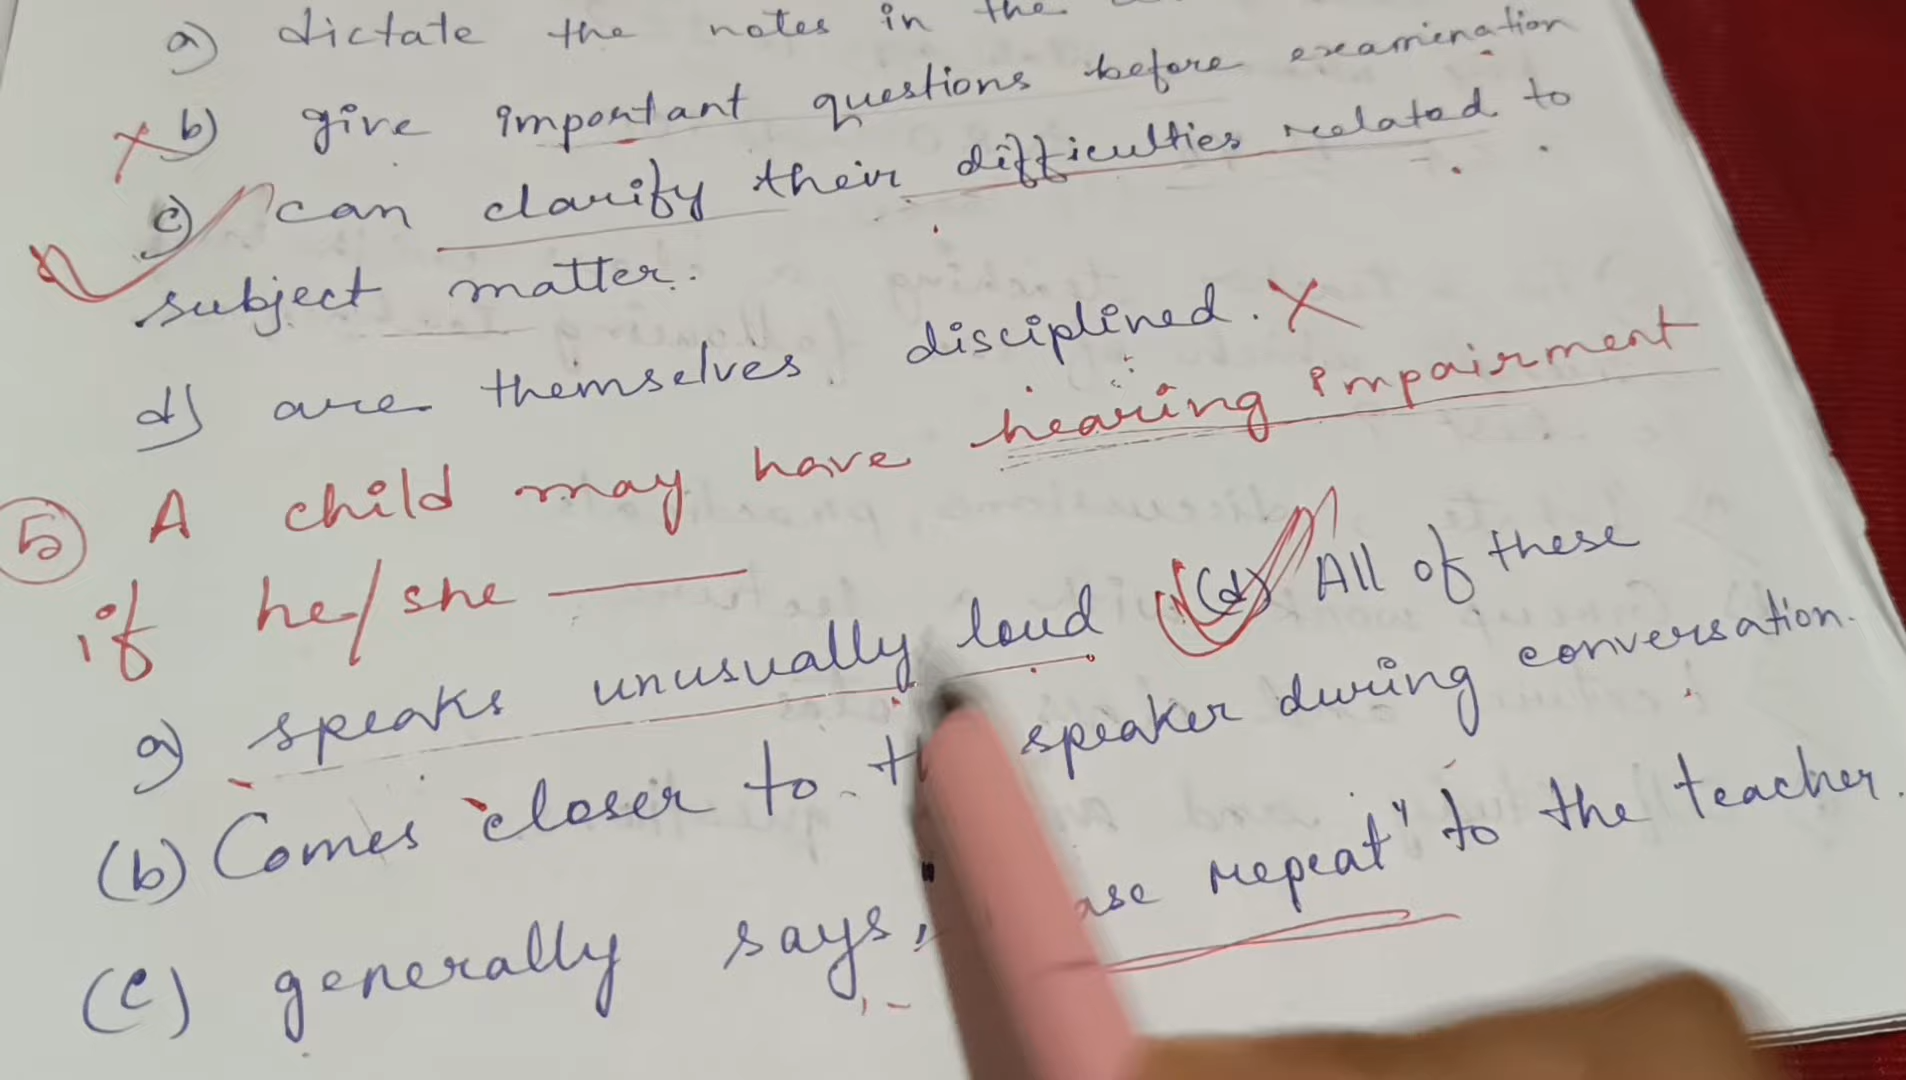 a) dictate the notes in the
b) give important questions before examination
c) can clarify their difficulties related to
subject matter.
d) are themselves disciplined.
5 A child may have hearing impairment
if he/she
a) speaks unusually loud (d) All of these
(b) Comes closer to speaker during conversation.
(c) generally says, repeat" to the teacher.